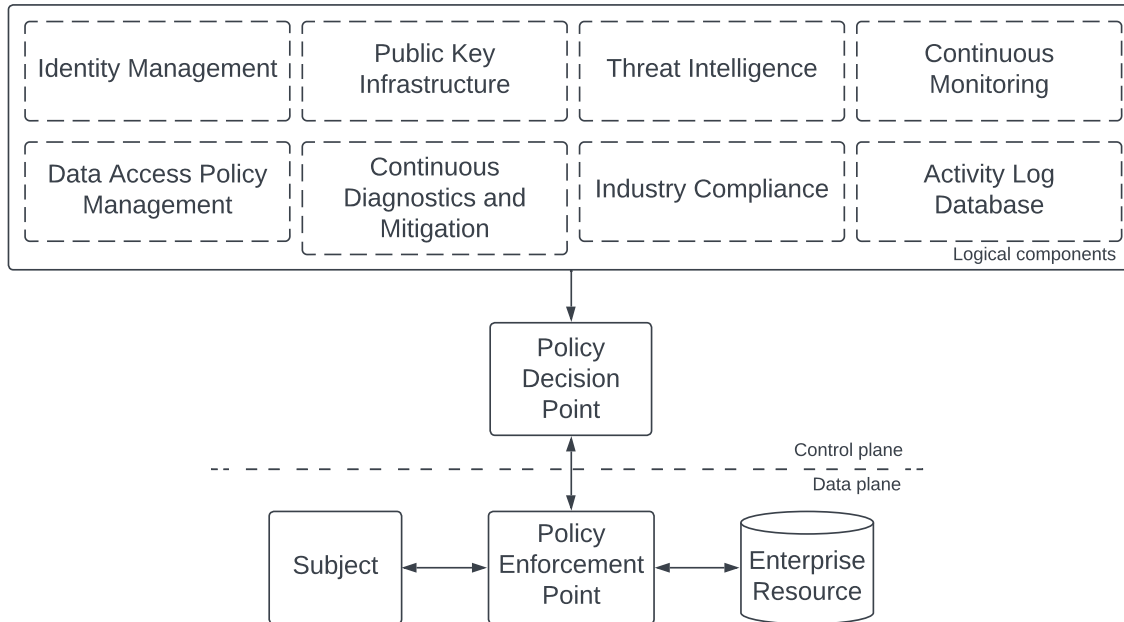 Identity Management
Public Key
Infrastructure
Threat Intelligence
Continuous
Monitoring
Data Access Policy
Management
Continuous
Diagnostics and
Mitigation
Industry Compliance
Activity Log
Database
Logical components
Policy
Decision
Point
Control plane
Data plane
Subject
Policy
Enforcement
Point
Enterprise
Resource